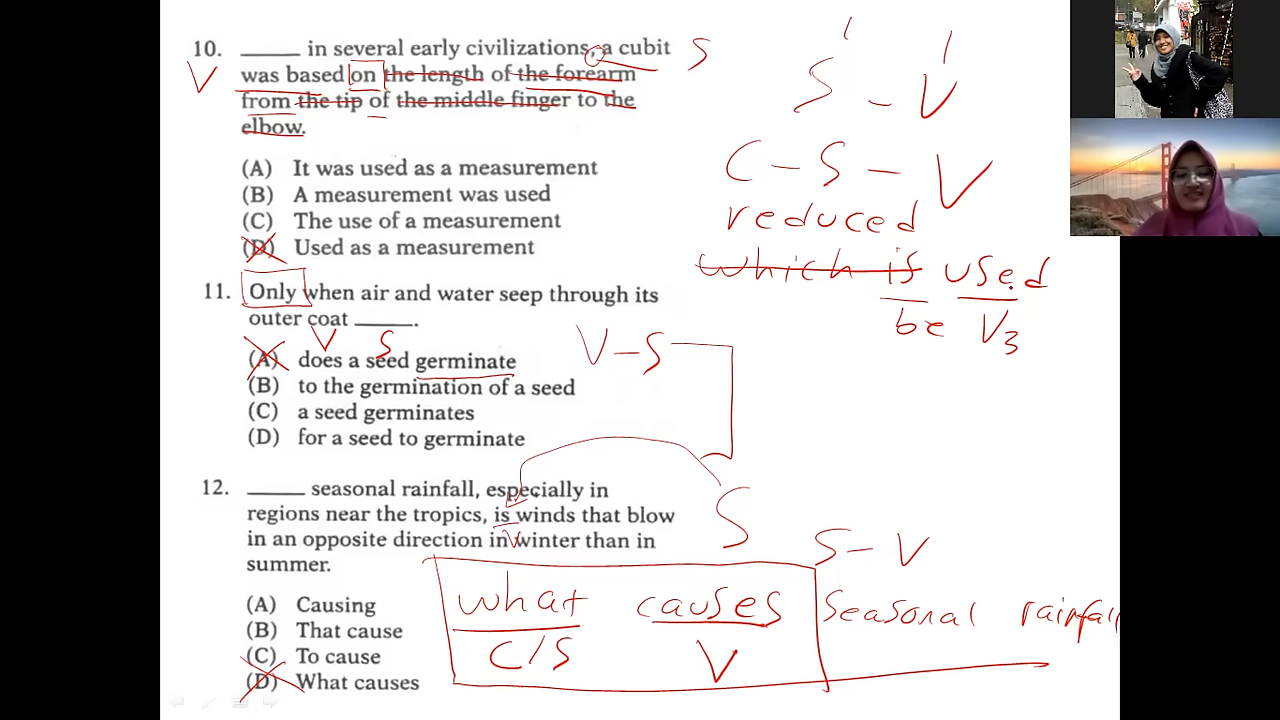 10. _____ in several early civilizations, a cubit S
V was based on the length of the forearm
from the tip of the middle finger to the
elbow.
(A) It was used as a measurement
(B) A measurement was used
(C) The use of a measurement
(D) Used as a measurement
S - V
C - S - V
reduced
which is used
be V3
11. Only when air and water seep through its
outer coat _____.
V S
(A) does a seed germinate
(B) to the germination of a seed
(C) a seed germinates
(D) for a seed to germinate
V - S
12. _____ seasonal rainfall, especially in
regions near the tropics, is winds that blow
V
in an opposite direction in winter than in
summer.
(A) Causing
(B) That cause
(C) To cause
(D) What causes
S
S - V
what causes seasonal rainfall
C/S V